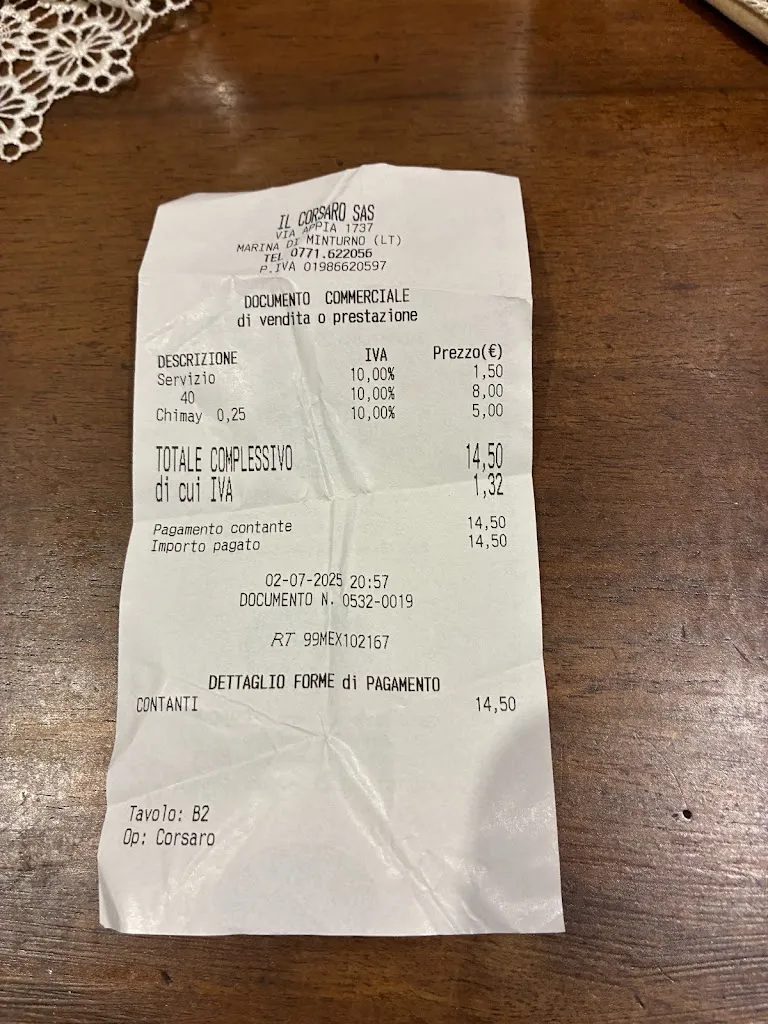 IL CORSARO SAS
VIA APPIA 1737
MARINA DI MINTURNO (LT)
TEL 0771.622056
P.IVA 01986620597
DOCUMENTO COMMERCIALE
di vendita o prestazione
DESCRIZIONE IVA Prezzo(€)
Servizio 10,00% 1,50
40 10,00% 8,00
Chimay 0,25 10,00% 5,00
TOTALE COMPLESSIVO 14,50
di cui IVA 1,32
Pagamento contante 14,50
Importo pagato 14,50
02-07-2025 20:57
DOCUMENTO N. 0532-0019
RT 99MEX102167
DETTAGLIO FORME di PAGAMENTO
CONTANTI 14,50
Tavolo: B2
Op: Corsaro